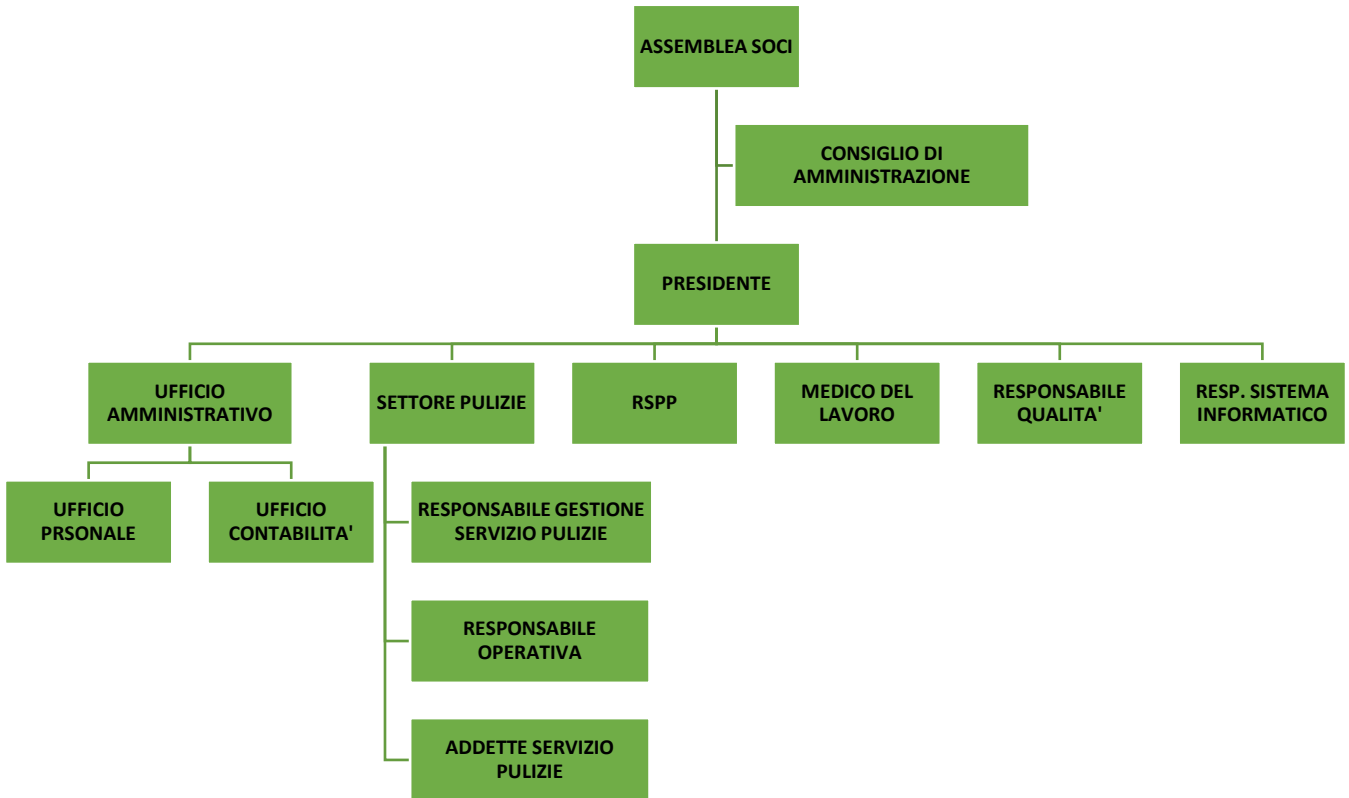 ASSEMBLEA SOCI
CONSIGLIO DI
AMMINISTRAZIONE
PRESIDENTE
UFFICIO
AMMINISTRATIVO
SETTORE PULIZIE
RSPP
MEDICO DEL
LAVORO
RESPONSABILE
QUALITA'
RESP. SISTEMA
INFORMATICO
UFFICIO
PRSONALE
UFFICIO
CONTABILITA'
RESPONSABILE GESTIONE
SERVIZIO PULIZIE
RESPONSABILE
OPERATIVA
ADDETTE SERVIZIO
PULIZIE